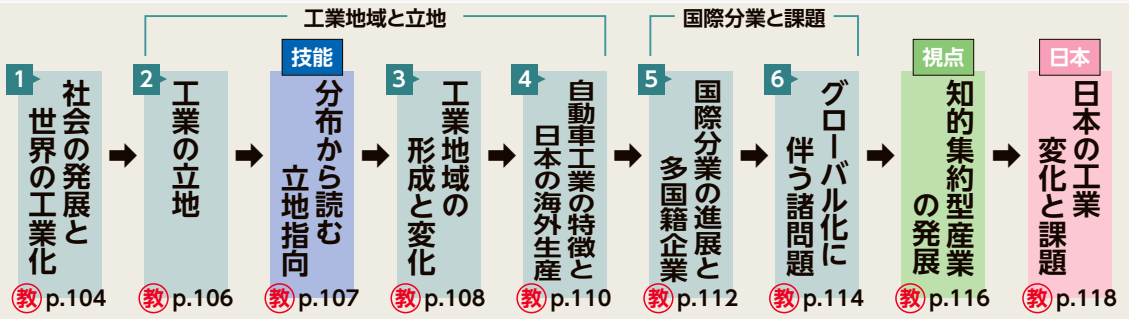 工業地域と立地
国際分業と課題
1
社会の発展と
世界の工業化
教 p.104
2
工業の立地
教 p.106
技能
分布から読む
立地指向
教 p.107
3
工業地域の
形成と変化
教 p.108
4
自動車工業の特徴と
日本の海外生産
教 p.110
5
国際分業の進展と
多国籍企業
教 p.112
6
グローバル化に
伴う諸問題
教 p.114
視点
知的集約型産業
の発展
教 p.116
日本
日本の工業
変化と課題
教 p.118